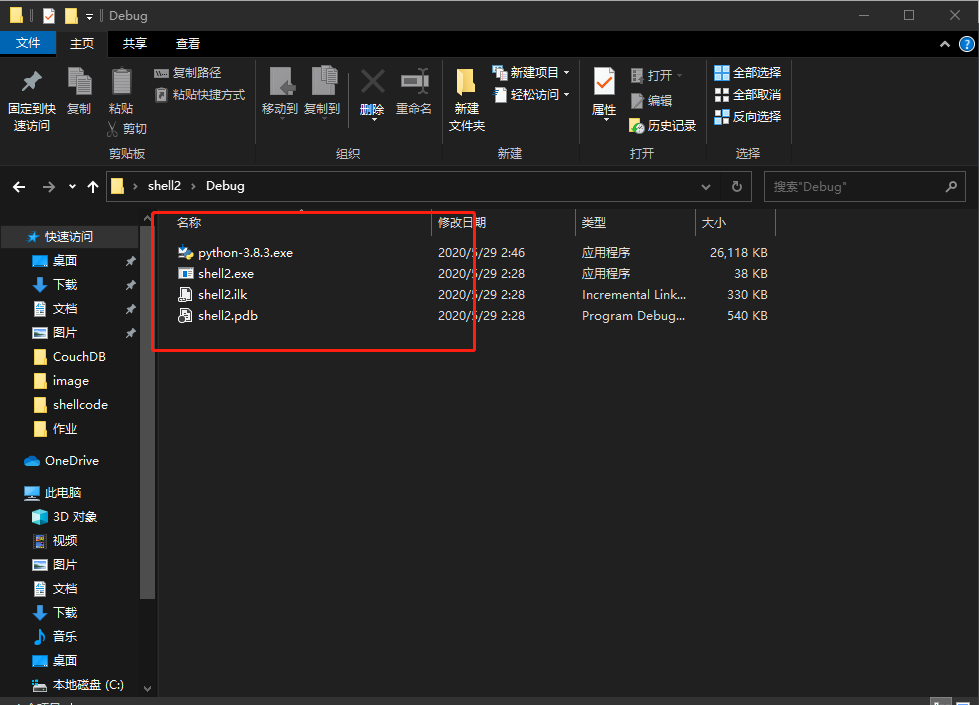 Debug
文件 主页 共享 查看
固定到快速访问
复制
粘贴
复制路径
粘贴快捷方式
剪切
剪贴板
移动到
复制到
删除
重命名
组织
新建文件夹
新建项目
轻松访问
新建
属性
打开
编辑
历史记录
打开
全部选择
全部取消
反向选择
选择
shell2 › Debug
搜索"Debug"
名称 修改日期 类型 大小
python-3.8.3.exe 2020/5/29 2:46 应用程序 26,118 KB
shell2.exe 2020/5/29 2:28 应用程序 38 KB
shell2.ilk 2020/5/29 2:28 Incremental Link... 330 KB
shell2.pdb 2020/5/29 2:28 Program Debug... 540 KB
快速访问
桌面
下载
文档
图片
CouchDB
image
shellcode
作业
OneDrive
此电脑
3D 对象
视频
图片
文档
下载
音乐
桌面
本地磁盘 (C:)